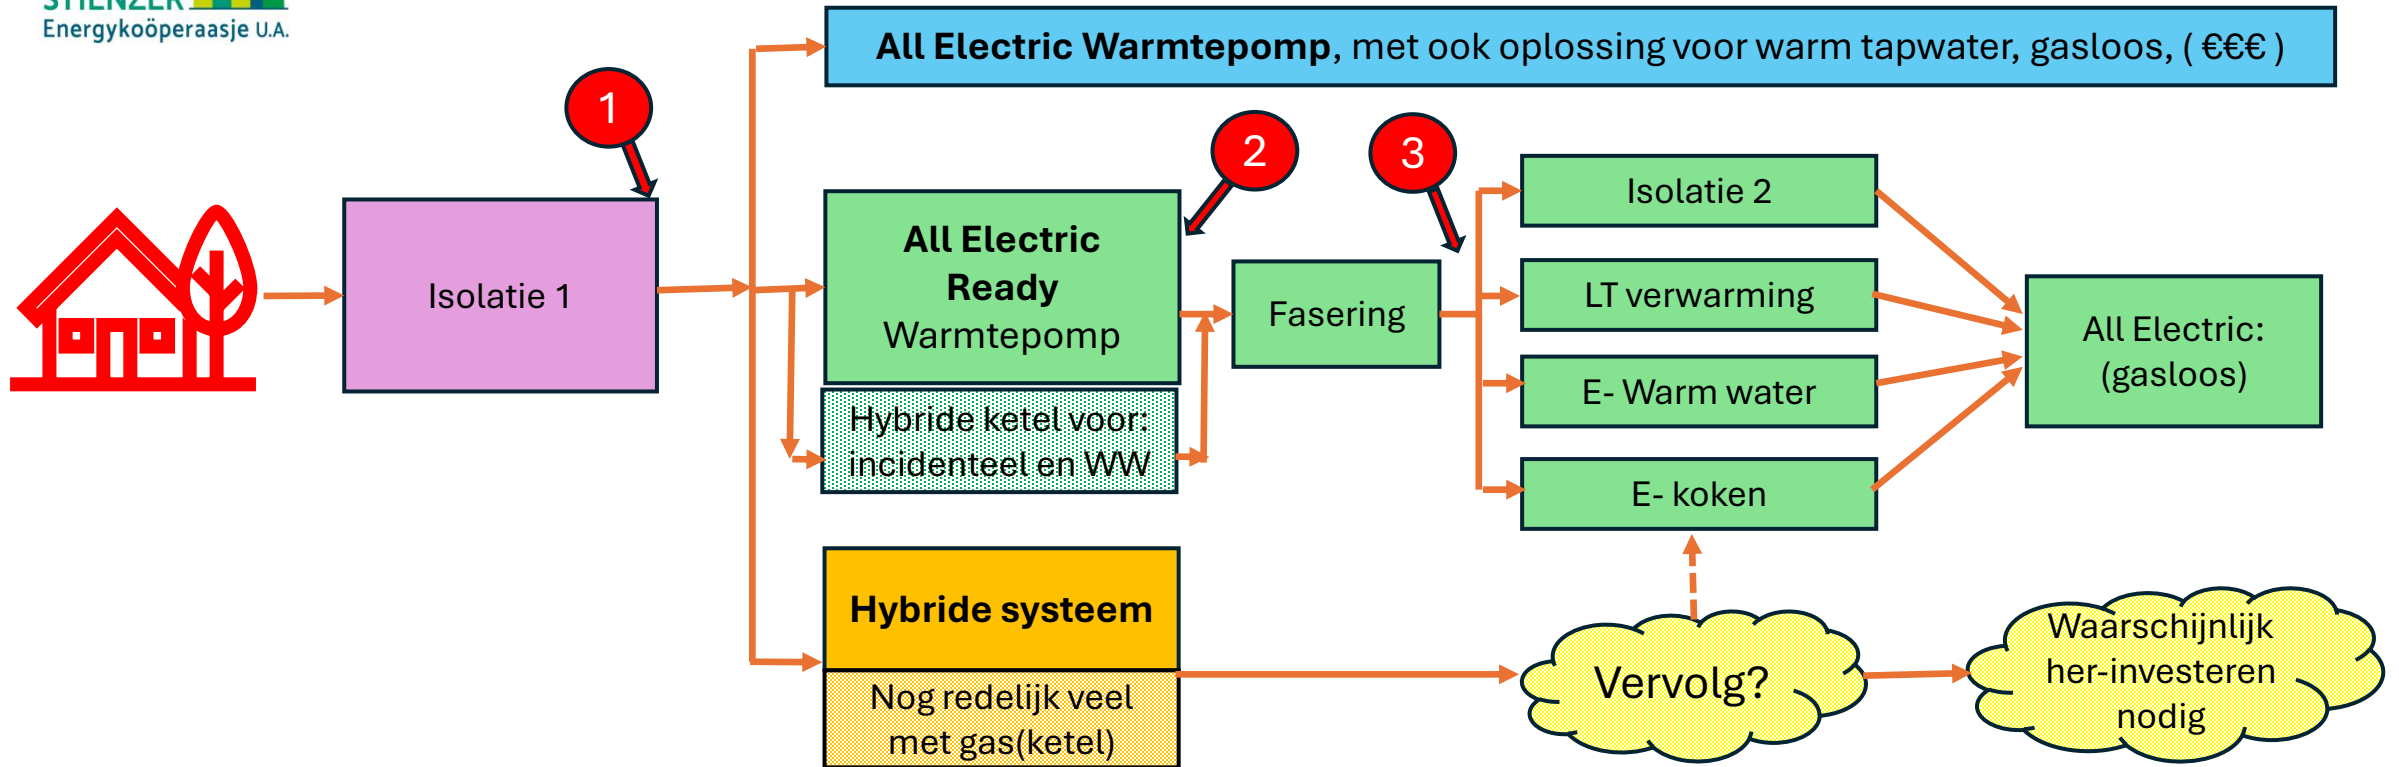 STIENZER
Energykoöperaasje U.A.
All Electric Warmtepomp, met ook oplossing voor warm tapwater, gasloos, ( €€€ )
1
2
3
Isolatie 1
All Electric
Ready
Warmtepomp
Hybride ketel voor:
incidenteel en WW
Fasering
Isolatie 2
LT verwarming
E- Warm water
E- koken
All Electric:
(gasloos)
Hybride systeem
Nog redelijk veel
met gas(ketel)
Vervolg?
Waarschijnlijk
her-investeren
nodig